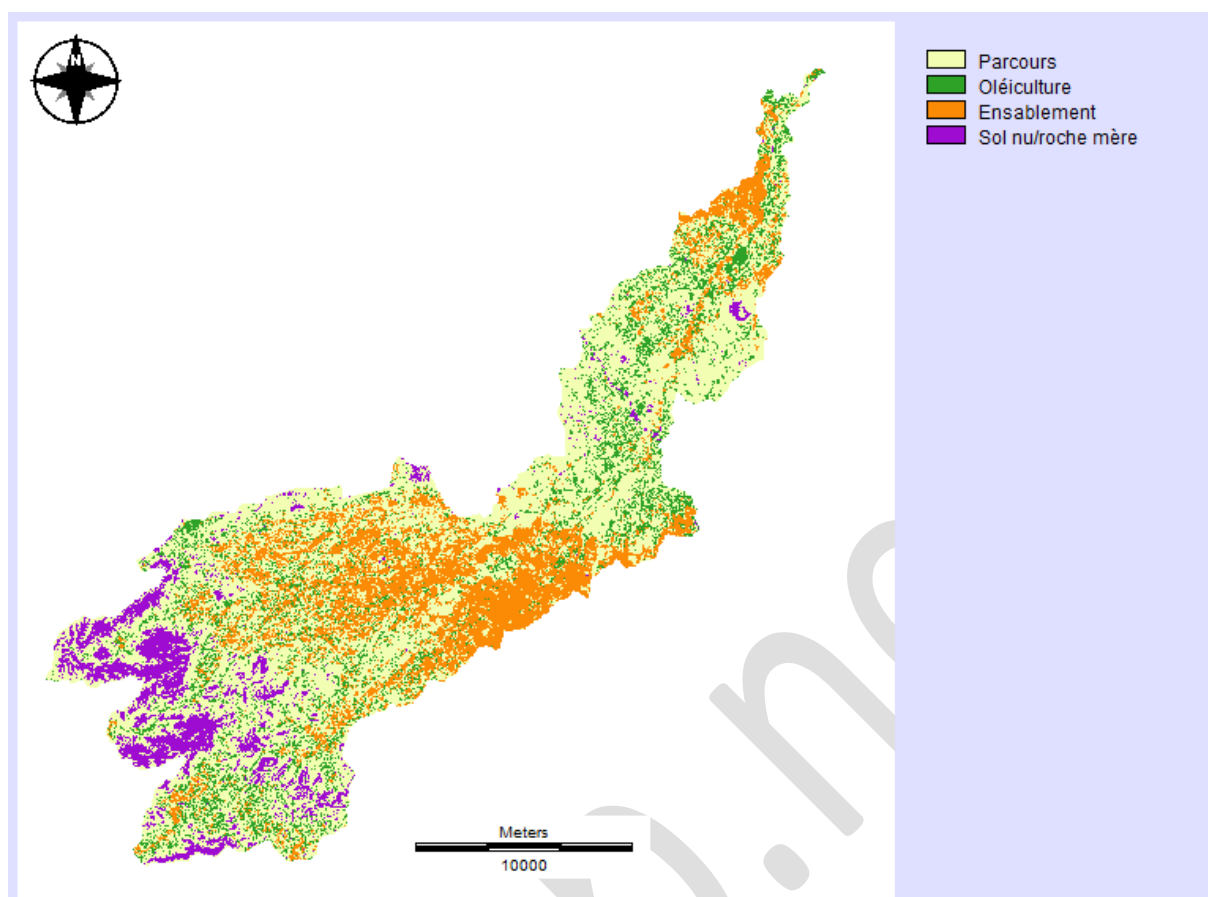 N
Parcours
Oléiculture
Ensablement
Sol nu/roche mère
Meters
10000